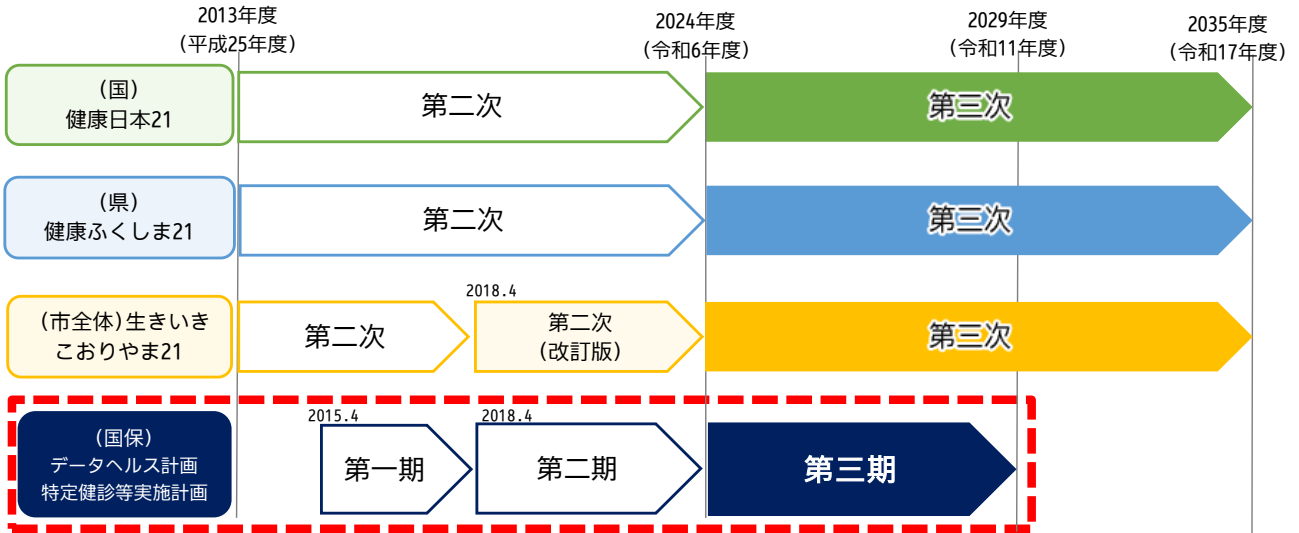 2013年度
(平成25年度)
2024年度
(令和6年度)
2029年度
(令和11年度)
2035年度
(令和17年度)
(国)
健康日本21
第二次
第三次
(県)
健康ふくしま21
第二次
第三次
(市全体)生きいき
こおりやま21
第二次
2018.4
第二次
(改訂版)
第三次
(国保)
データヘルス計画
特定健診等実施計画
2015.4
第一期
2018.4
第二期
第三期